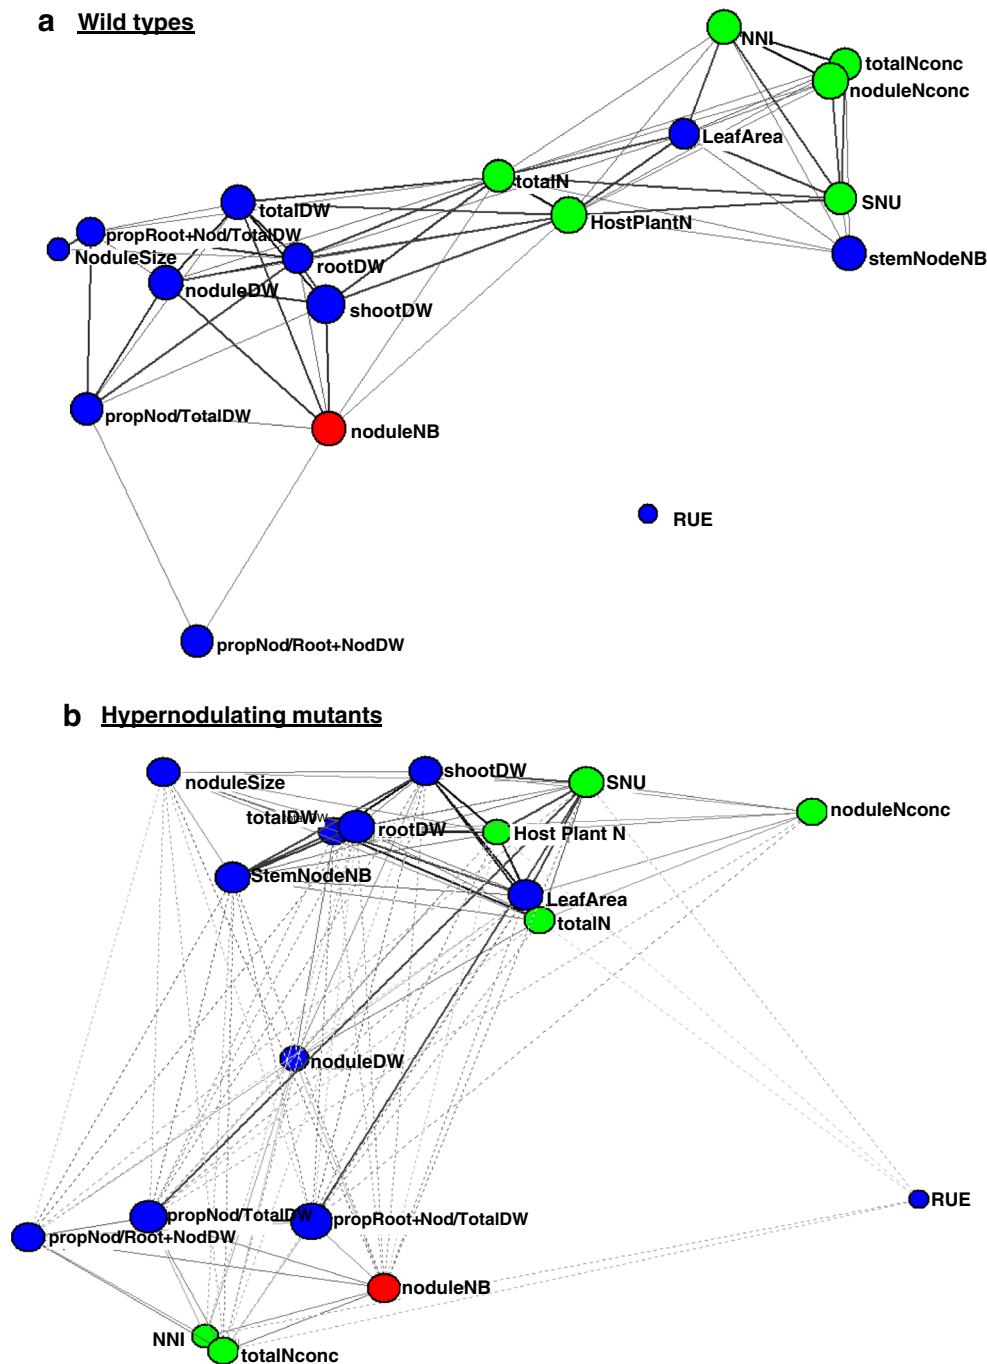 a Wild types
NNI
totalNconc
noduleNconc
LeafArea
totalN
SNU
totalDW
HostPlantN
propRoot+Nod/TotalDW
NoduleSize
rootDW
stemNodeNB
noduleDW
shootDW
propNod/TotalDW
noduleNB
RUE
propNod/Root+NodDW
b Hypernodulating mutants
shootDW
noduleSize
SNU
noduleNconc
totalDW
rootDW
Host Plant N
StemNodeNB
LeafArea
totalN
noduleDW
RUE
propNod/TotalDW
propRoot+Nod/TotalDW
propNod/Root+NodDW
noduleNB
NNI
totalNconc